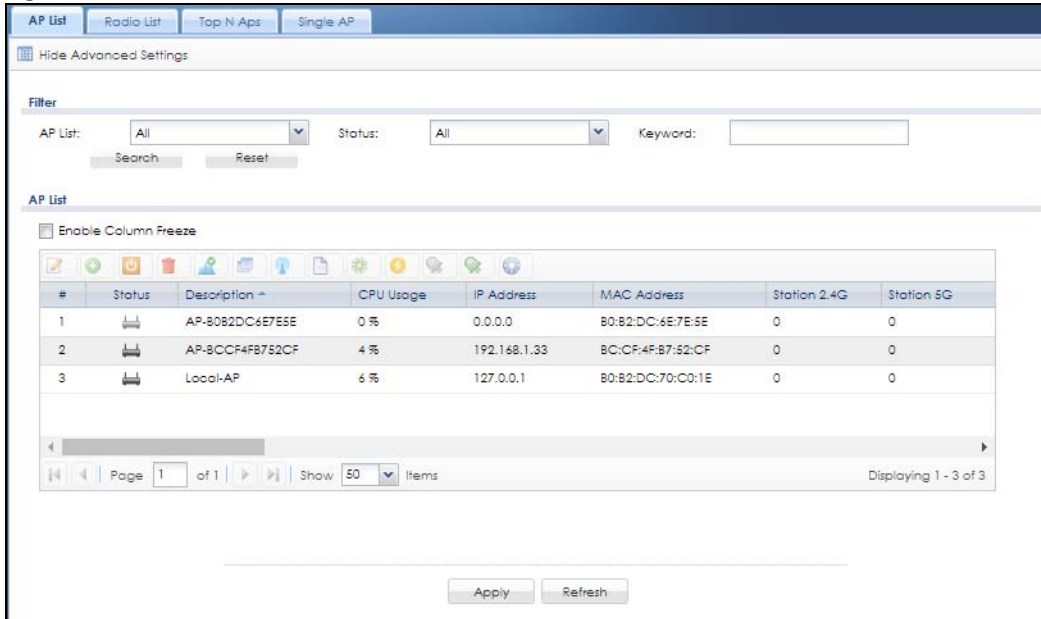 AP List Radio List Top N Aps Single AP
Hide Advanced Settings
Filter
AP List: All Status: All Keyword:
Search Reset
AP List
Enable Column Freeze
# Status Description CPU Usage IP Address MAC Address Station 2.4G Station 5G
1 AP-B0B2DC6E7E5E 0 % 0.0.0.0 B0:B2:DC:6E:7E:5E 0 0
2 AP-BCCF4FB752CF 4 % 192.168.1.33 BC:CF:4F:B7:52:CF 0 0
3 Local-AP 6 % 127.0.0.1 B0:B2:DC:70:C0:1E 0 0
Page 1 of 1 Show 50 Items Displaying 1 - 3 of 3
Apply Refresh